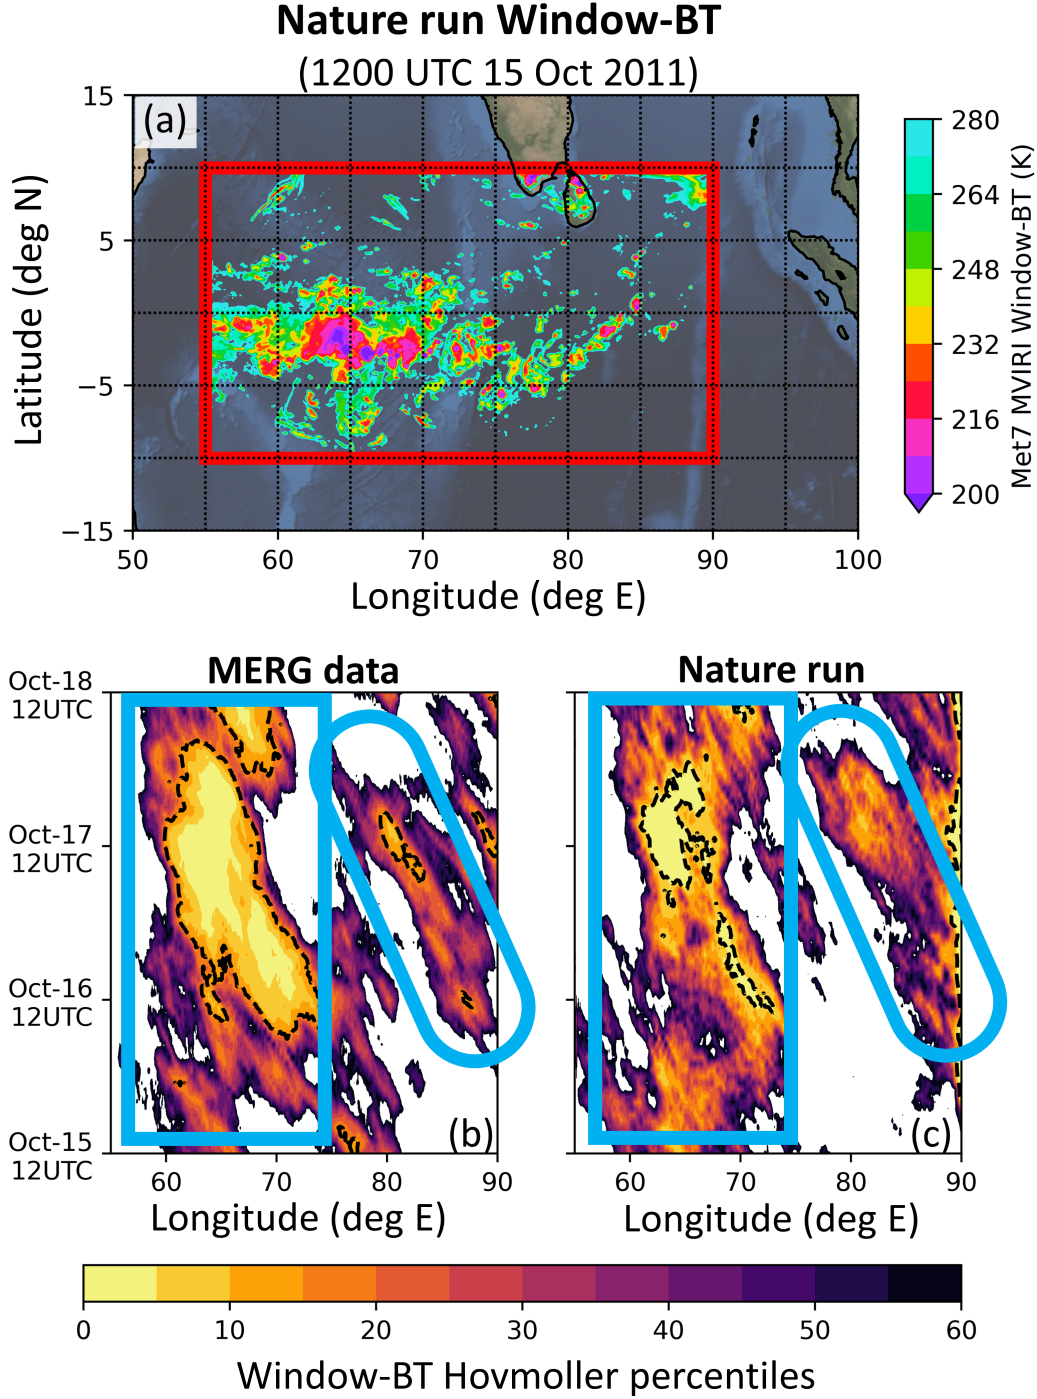 Nature run Window-BT
(1200 UTC 15 Oct 2011)
(a)
15
5
−5
−15
Latitude (deg N)
50 60 70 80 90 100
Longitude (deg E)
280
264
248
232
216
200
Met7 MVIRI Window-BT (K)
MERG data
Nature run
Oct-18
12UTC
Oct-17
12UTC
Oct-16
12UTC
Oct-15
12UTC
(b)
(c)
60 70 80 90
60 70 80 90
Longitude (deg E)
Longitude (deg E)
0 10 20 30 40 50 60
Window-BT Hovmoller percentiles